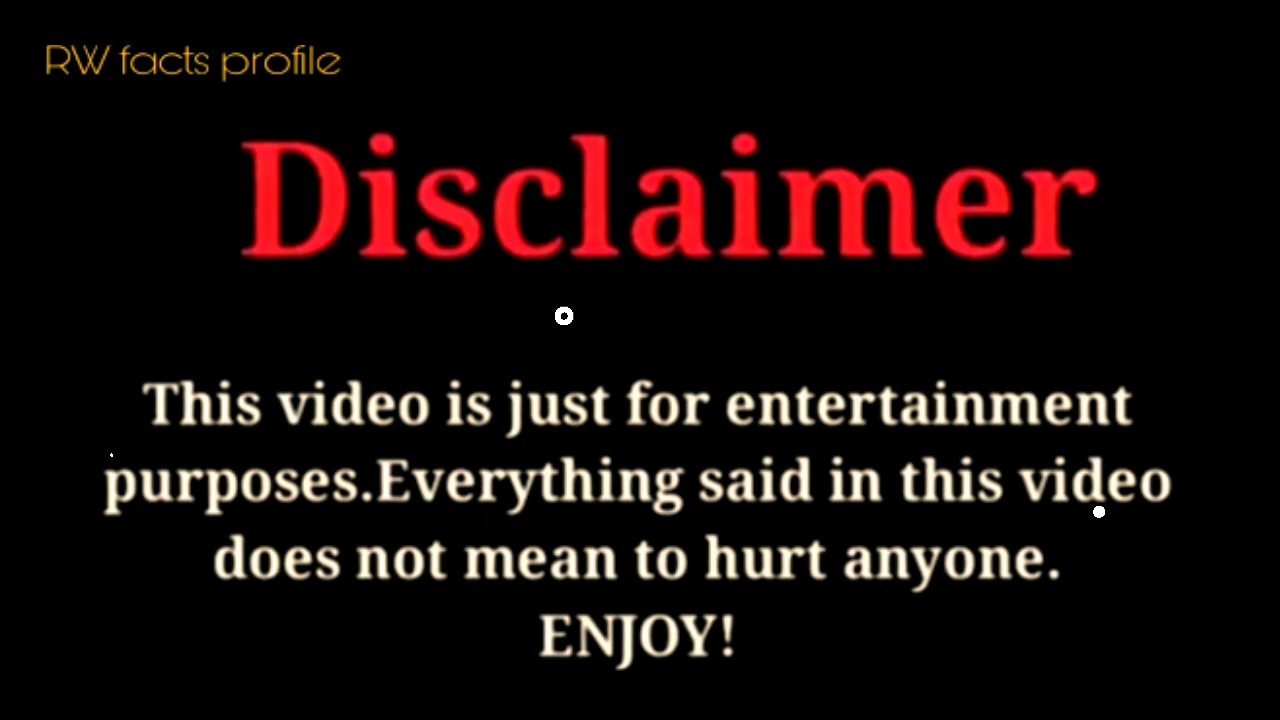 RW facts profile
Disclaimer
This video is just for entertainment
purposes.Everything said in this video
does not mean to hurt anyone.
ENJOY!